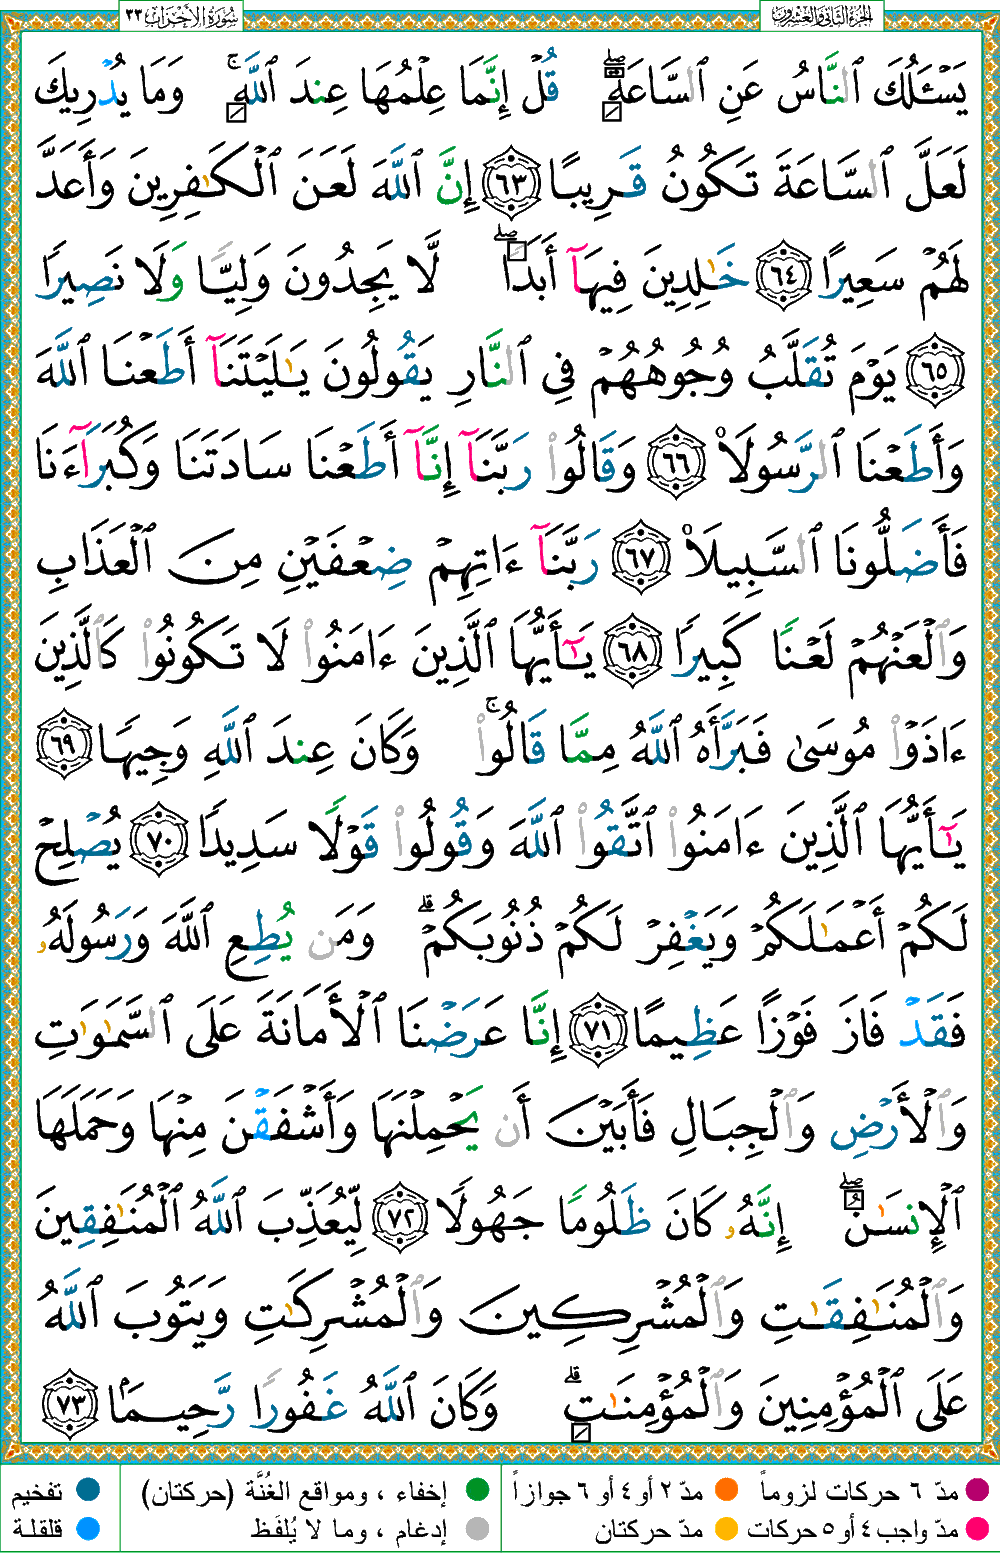 الجزء الثاني والعشرون
سُورَةُ الأَحْزَابِ ٣٣
يَسْـَٔلُكَ ٱلنَّاسُ عَنِ ٱلسَّاعَةِ ۖ قُلْ إِنَّمَا عِلْمُهَا عِندَ ٱللَّهِ ۚ وَمَا يُدْرِيكَ
لَعَلَّ ٱلسَّاعَةَ تَكُونُ قَرِيبًا ٦٣ إِنَّ ٱللَّهَ لَعَنَ ٱلْكَـٰفِرِينَ وَأَعَدَّ
لَهُمْ سَعِيرًا ٦٤ خَـٰلِدِينَ فِيهَآ أَبَدًا ۖ لَّا يَجِدُونَ وَلِيًّا وَلَا نَصِيرًا
٦٥ يَوْمَ تُقَلَّبُ وُجُوهُهُمْ فِى ٱلنَّارِ يَقُولُونَ يَـٰلَيْتَنَآ أَطَعْنَا ٱللَّهَ
وَأَطَعْنَا ٱلرَّسُولَا۠ ٦٦ وَقَالُوا۟ رَبَّنَآ إِنَّآ أَطَعْنَا سَادَتَنَا وَكُبَرَآءَنَا
فَأَضَلُّونَا ٱلسَّبِيلَا۠ ٦٧ رَبَّنَآ ءَاتِهِمْ ضِعْفَيْنِ مِنَ ٱلْعَذَابِ
وَٱلْعَنْهُمْ لَعْنًا كَبِيرًا ٦٨ يَـٰٓأَيُّهَا ٱلَّذِينَ ءَامَنُوا۟ لَا تَكُونُوا۟ كَٱلَّذِينَ
ءَاذَوْا۟ مُوسَىٰ فَبَرَّأَهُ ٱللَّهُ مِمَّا قَالُوا۟ ۚ وَكَانَ عِندَ ٱللَّهِ وَجِيهًا ٦٩
يَـٰٓأَيُّهَا ٱلَّذِينَ ءَامَنُوا۟ ٱتَّقُوا۟ ٱللَّهَ وَقُولُوا۟ قَوْلًا سَدِيدًا ٧٠ يُصْلِحْ
لَكُمْ أَعْمَـٰلَكُمْ وَيَغْفِرْ لَكُمْ ذُنُوبَكُمْ ۗ وَمَن يُطِعِ ٱللَّهَ وَرَسُولَهُۥ
فَقَدْ فَازَ فَوْزًا عَظِيمًا ٧١ إِنَّا عَرَضْنَا ٱلْأَمَانَةَ عَلَى ٱلسَّمَـٰوَٰتِ
وَٱلْأَرْضِ وَٱلْجِبَالِ فَأَبَيْنَ أَن يَحْمِلْنَهَا وَأَشْفَقْنَ مِنْهَا وَحَمَلَهَا
ٱلْإِنسَـٰنُ ۖ إِنَّهُۥ كَانَ ظَلُومًا جَهُولًا ٧٢ لِّيُعَذِّبَ ٱللَّهُ ٱلْمُنَـٰفِقِينَ
وَٱلْمُنَـٰفِقَـٰتِ وَٱلْمُشْرِكِينَ وَٱلْمُشْرِكَـٰتِ وَيَتُوبَ ٱللَّهُ
عَلَى ٱلْمُؤْمِنِينَ وَٱلْمُؤْمِنَـٰتِ ۗ وَكَانَ ٱللَّهُ غَفُورًا رَّحِيمًۢا ٧٣
مدّ ٦ حركات لزوماً مدّ ٢ أو ٤ أو ٦ جوازاً إخفاء ، ومواقع الغُنَّة (حركتان) تفخيم
مدّ واجب ٤ أو ٥ حركات مدّ حركتان إدغام ، وما لا يُلفَظ قلقلة